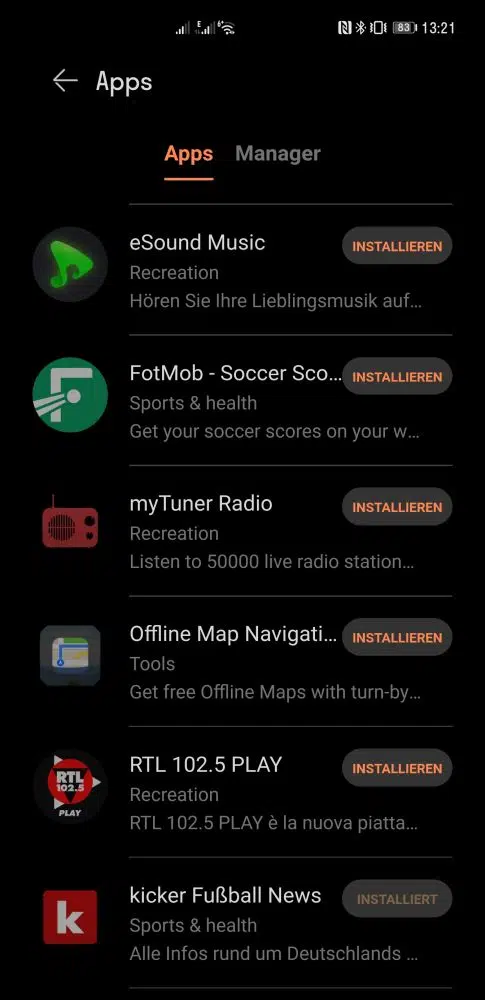 E 6+ 83 13:21
Apps
Apps Manager
eSound Music
INSTALLIEREN
Recreation
Hören Sie Ihre Lieblingsmusik auf...
FotMob - Soccer Sco...
INSTALLIEREN
Sports & health
Get your soccer scores on your w...
myTuner Radio
INSTALLIEREN
Recreation
Listen to 50000 live radio station...
Offline Map Navigati...
INSTALLIEREN
Tools
Get free Offline Maps with turn-by...
RTL
102.5
PLAY
RTL 102.5 PLAY
INSTALLIEREN
Recreation
RTL 102.5 PLAY è la nuova piatta...
k
kicker Fußball News
INSTALLIERT
Sports & health
Alle Infos rund um Deutschlands ...